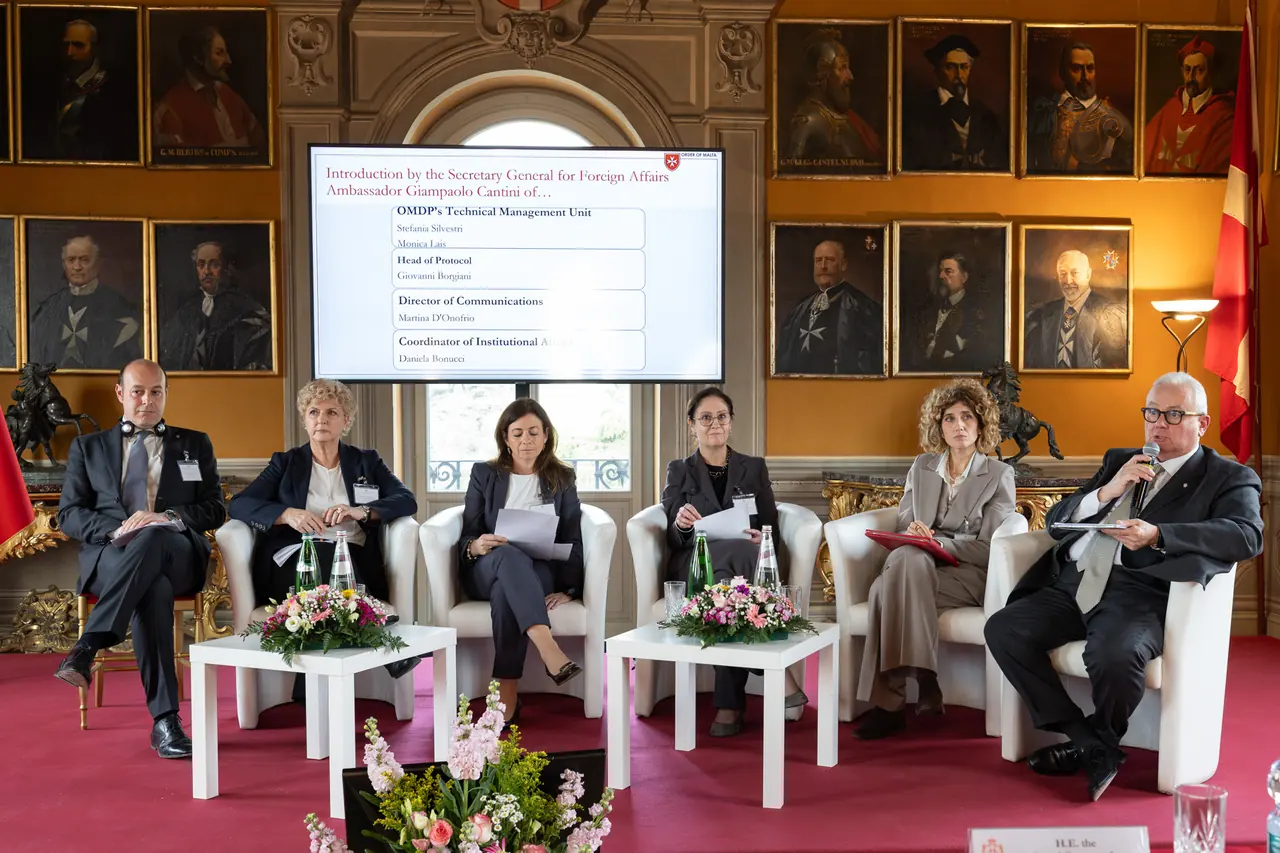 ORDER OF MALTA
Introduction by the Secretary General for Foreign Affairs
Ambassador Giampaolo Cantini of…
OMDP's Technical Management Unit
Stefania Silvestri
Monica Lais
Head of Protocol
Giovanni Borgiani
Director of Communications
Martina D'Onofrio
Coordinator of Institutional
Daniela Bonucci
H.E. the